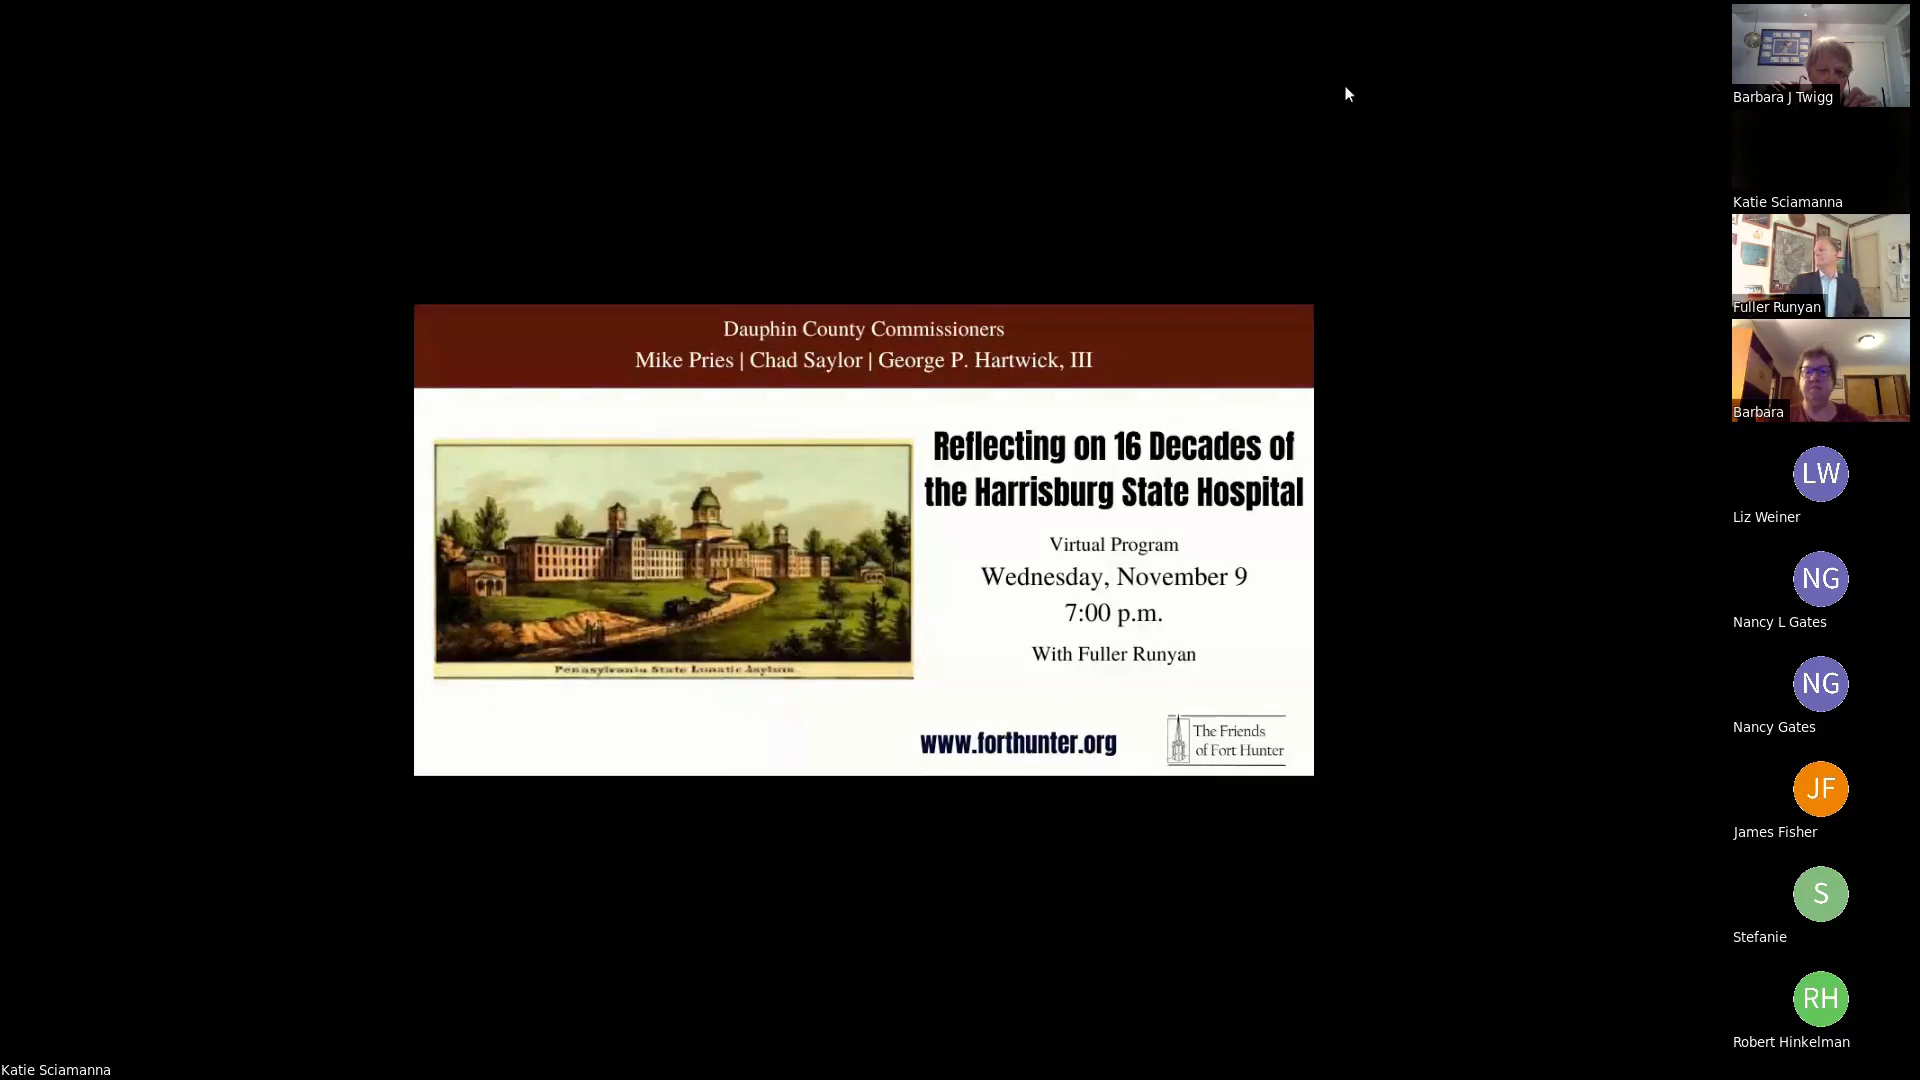 Dauphin County Commissioners
Mike Pries | Chad Saylor | George P. Hartwick, III
Reflecting on 16 Decades of
the Harrisburg State Hospital
Virtual Program
Wednesday, November 9
7:00 p.m.
With Fuller Runyan
Pennsylvania State Lunatic Asylum
www.forthunter.org
The Friends
of Fort Hunter
Barbara J Twigg
Katie Sciamanna
Fuller Runyan
Barbara
LW
Liz Weiner
NG
Nancy L Gates
NG
Nancy Gates
JF
James Fisher
S
Stefanie
RH
Robert Hinkelman
Katie Sciamanna